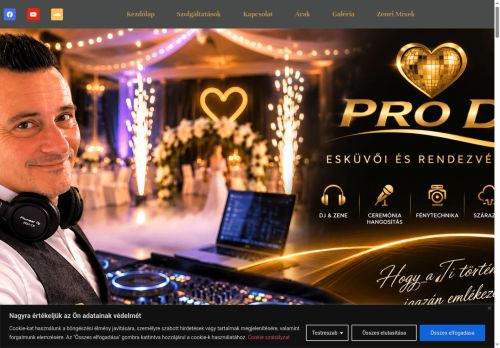 Kezdőlap Szolgáltatások Kapcsolat Árak Galéria Zenei Mixek
PRO D
ESKÜVŐI ÉS RENDEZVÉ
DJ & ZENE
CEREMÓNIA HANGOSÍTÁS
FÉNYTECHNIKA
SZÁRAZ
Hogy a Ti történ
igazán emlékeze
Pioneer DJ
Nagyra értékeljük az Ön adatainak védelmét
Cookie-kat használunk a böngészési élmény javítására, személyre szabott hirdetések vagy tartalmak megjelenítésére, valamint
forgalmunk elemzésére. Az "Összes elfogadása" gombra kattintva hozzájárul a cookie-k használatához. Cookie szabályzat
Testreszab
Összes elutasítása
Összes elfogadása